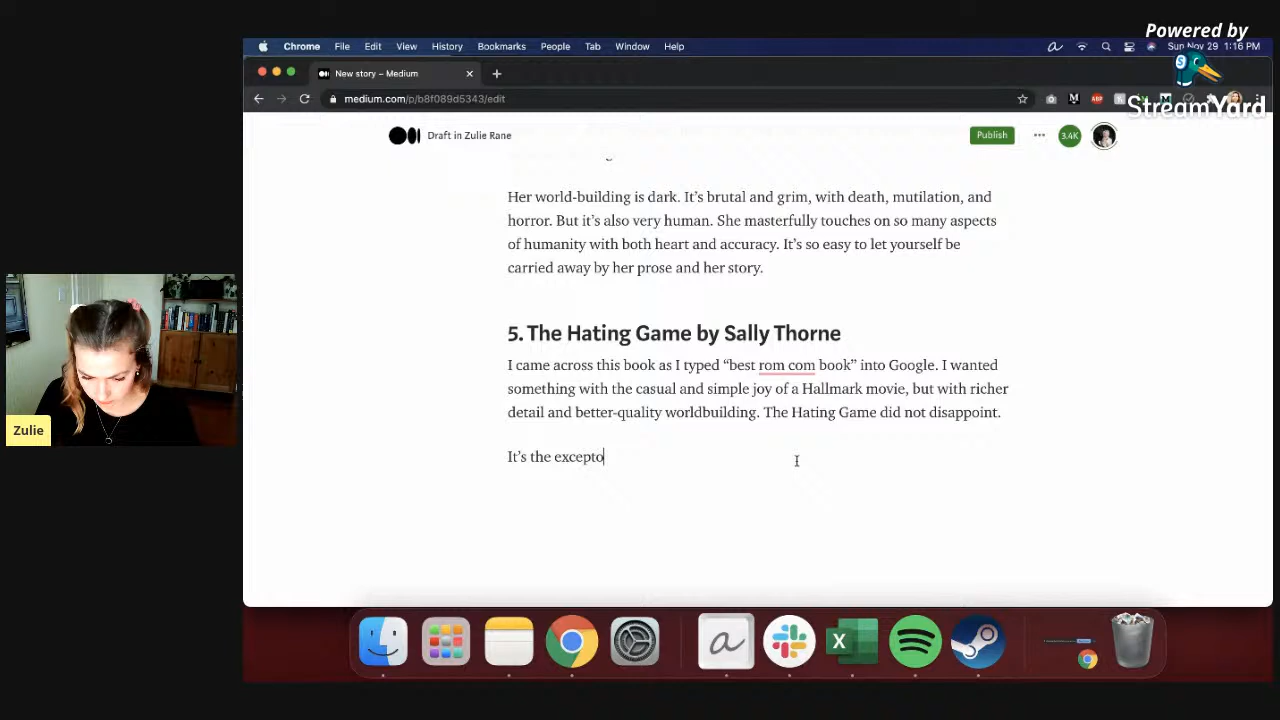 Powered by
StreamYard
Chrome File Edit View History Bookmarks People Tab Window Help
Sun Nov 29 1:16 PM
New story – Medium
medium.com/p/b8f089d6343/edit
Draft in Zulie Rane
Publish
3.4K
Her world-building is dark. It’s brutal and grim, with death, mutilation, and
horror. But it’s also very human. She masterfully touches on so many aspects
of humanity with both heart and accuracy. It’s so easy to let yourself be
carried away by her prose and her story.
5. The Hating Game by Sally Thorne
I came across this book as I typed “best rom com book” into Google. I wanted
something with the casual and simple joy of a Hallmark movie, but with richer
detail and better-quality worldbuilding. The Hating Game did not disappoint.
It’s the excepto
Zulie